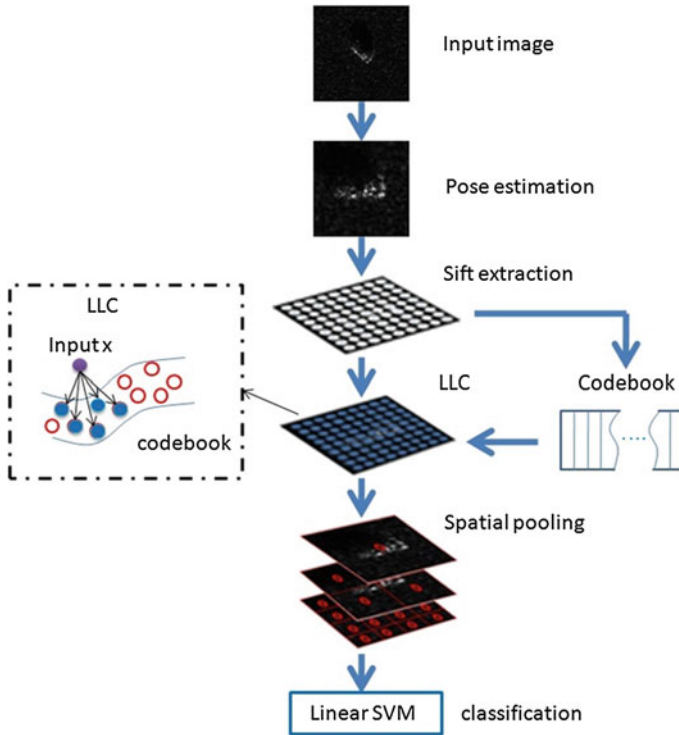 Input image
Pose estimation
Sift extraction
LLC
Input x
codebook
LLC
Codebook
Spatial pooling
Linear SVM
classification